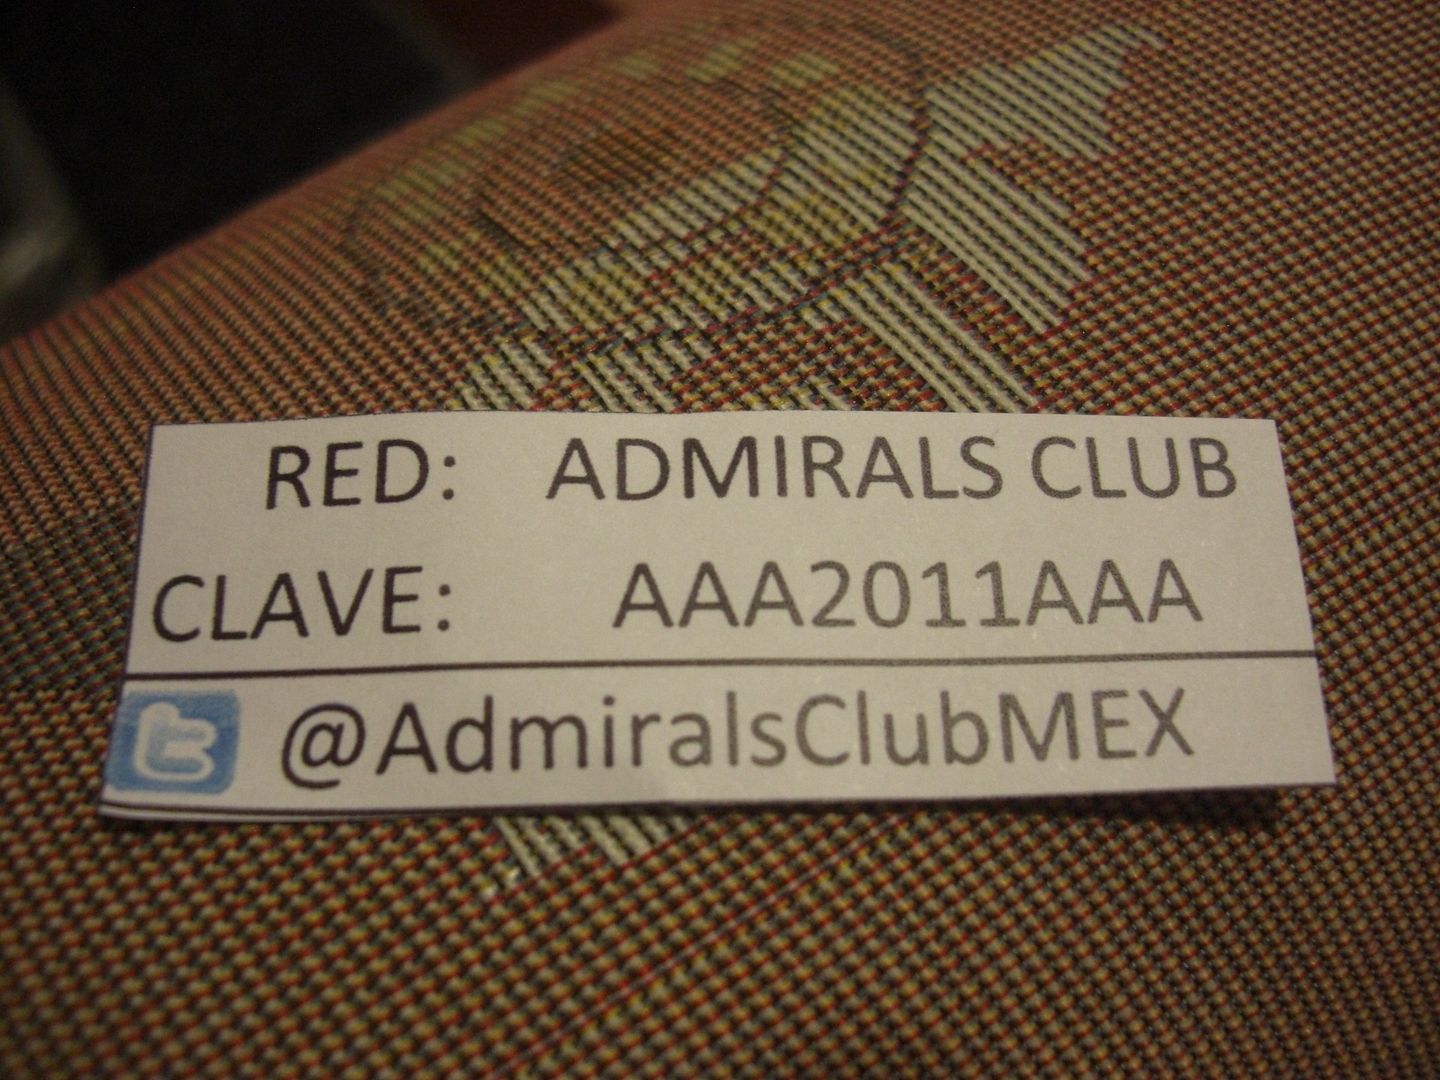 RED: ADMIRALS CLUB
CLAVE: AAA2011AAA
@AdmiralsClubMEX